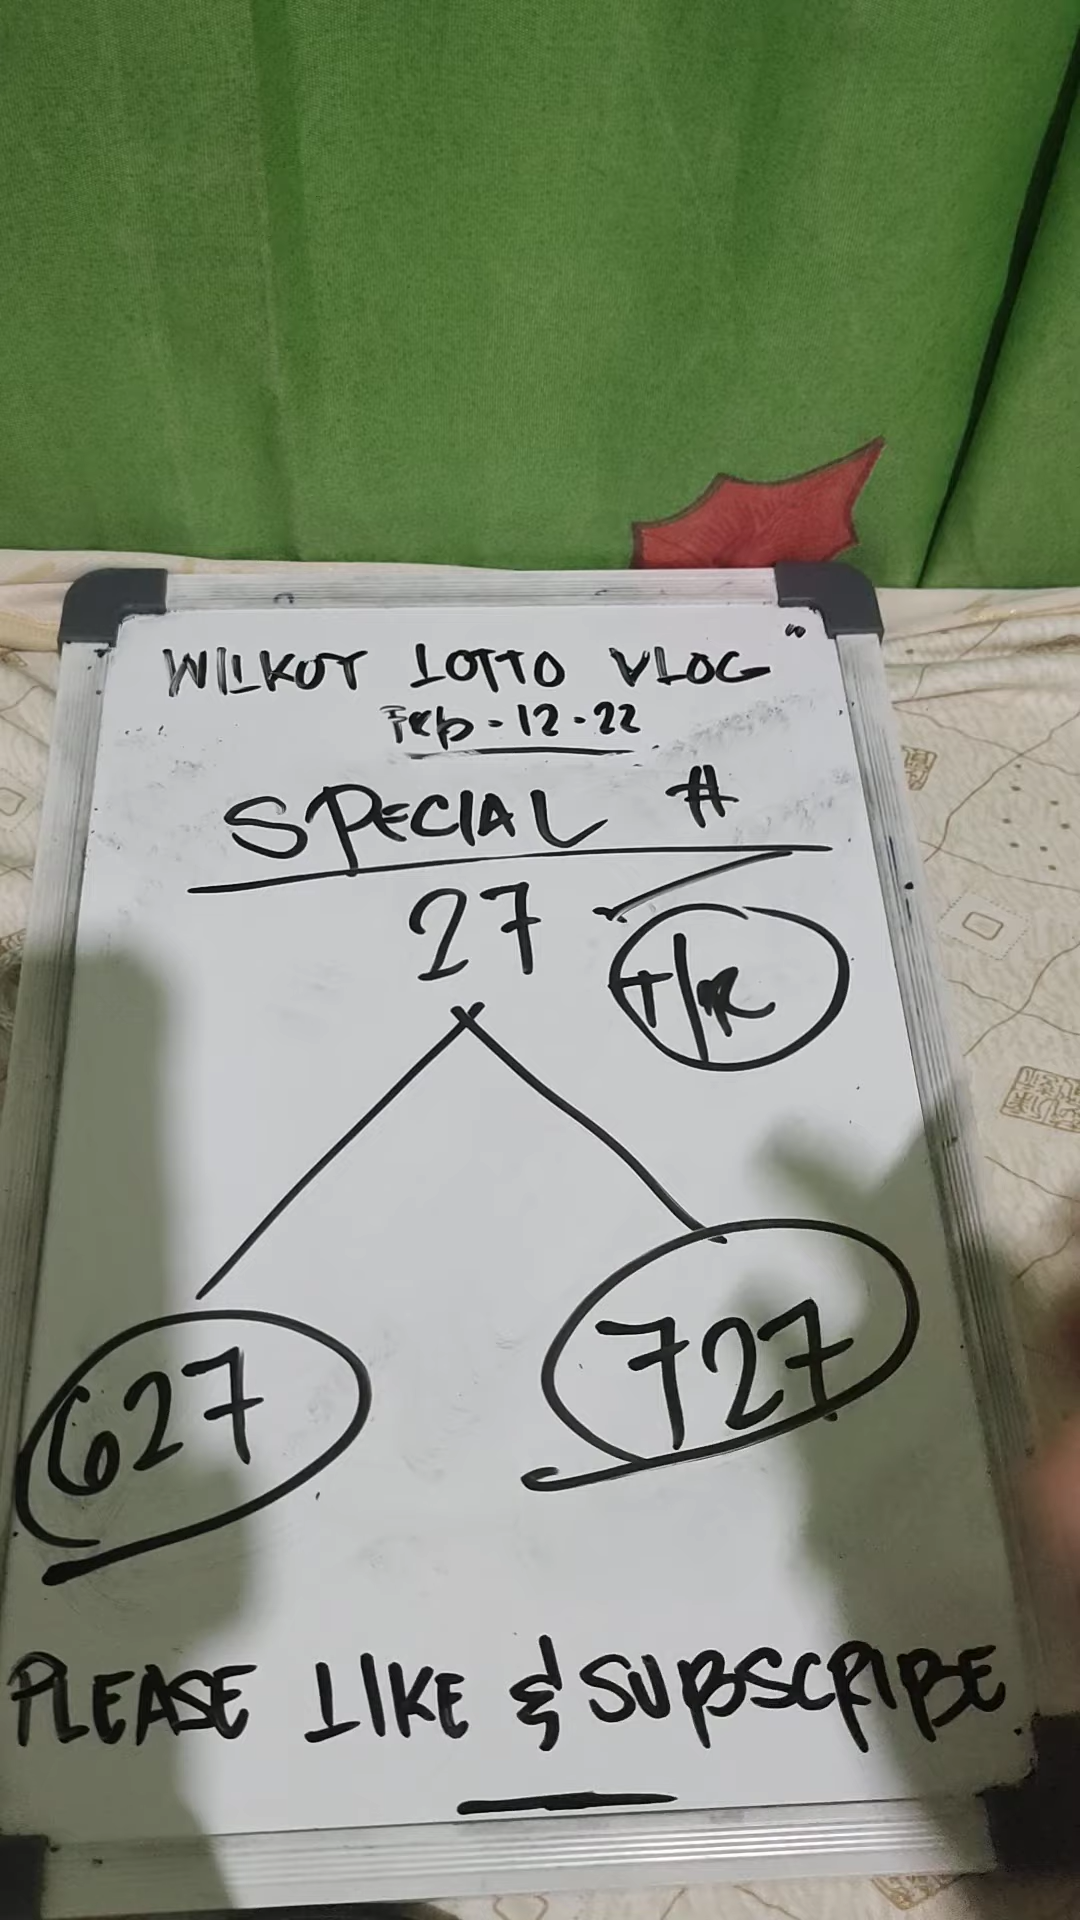 WILKOT LOTTO VLOG
Feb - 12 - 22
SPECIAL #
27
T/R
627 727
PLEASE LIKE & SUBSCRIBE